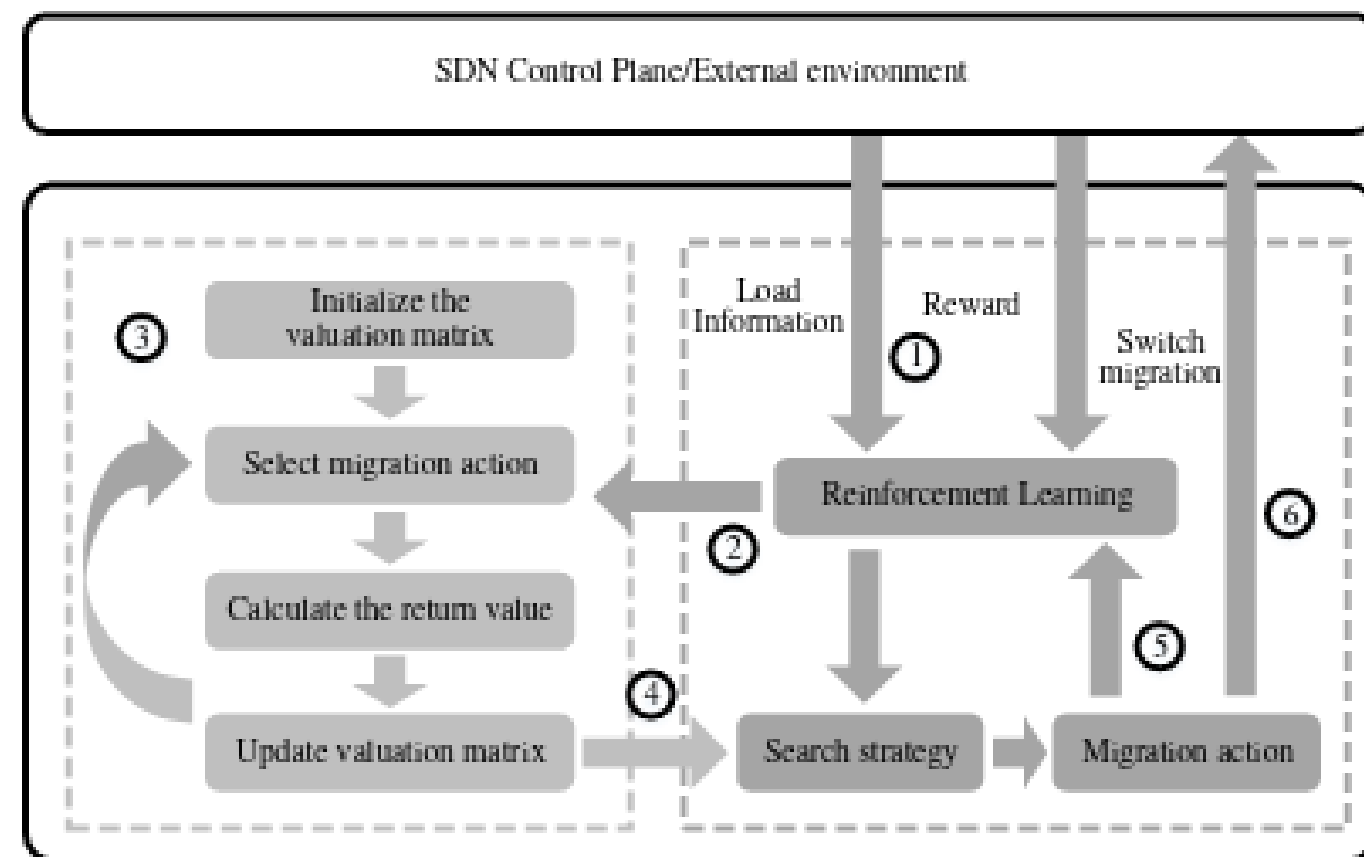 SDN Control Plane/External environment
Initialize the
valuation matrix
3
Select migration action
Calculate the return value
Update valuation matrix
4
Load
Information
1
Reward
Switch
migration
Reinforcement Learning
2
6
5
Search strategy
Migration action